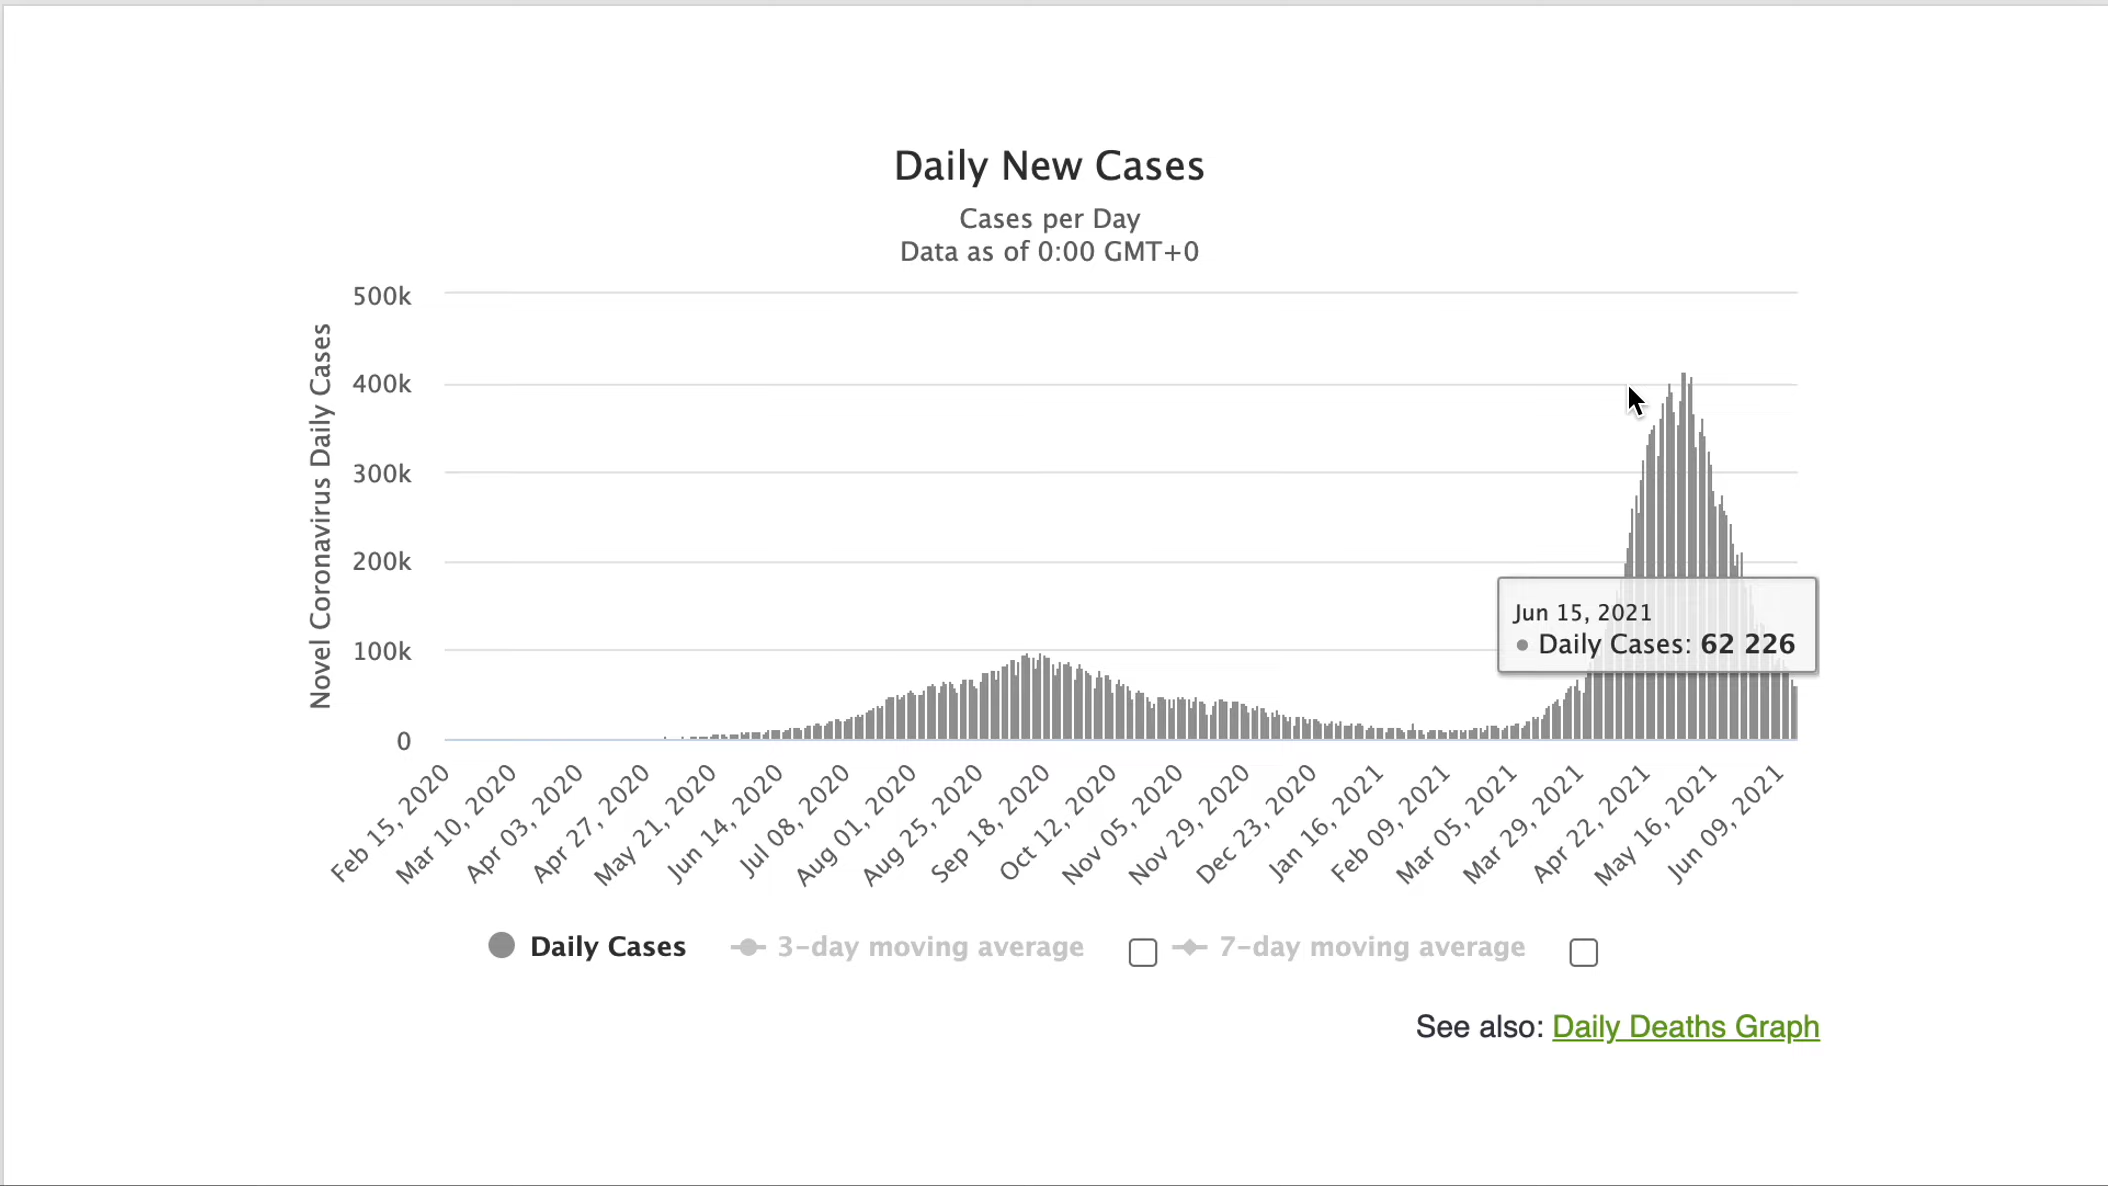 Daily New Cases
Cases per Day
Data as of 0:00 GMT+0
Novel Coronavirus Daily Cases
500k
400k
300k
200k
100k
0
Jun 15, 2021
Daily Cases: 62 226
Feb 15, 2020
Mar 10, 2020
Apr 03, 2020
Apr 27, 2020
May 21, 2020
Jun 14, 2020
Jul 08, 2020
Aug 01, 2020
Aug 25, 2020
Sep 18, 2020
Oct 12, 2020
Nov 05, 2020
Nov 29, 2020
Dec 23, 2020
Jan 16, 2021
Feb 09, 2021
Mar 05, 2021
Mar 29, 2021
Apr 22, 2021
May 16, 2021
Jun 09, 2021
Daily Cases 3-day moving average 7-day moving average
See also: Daily Deaths Graph